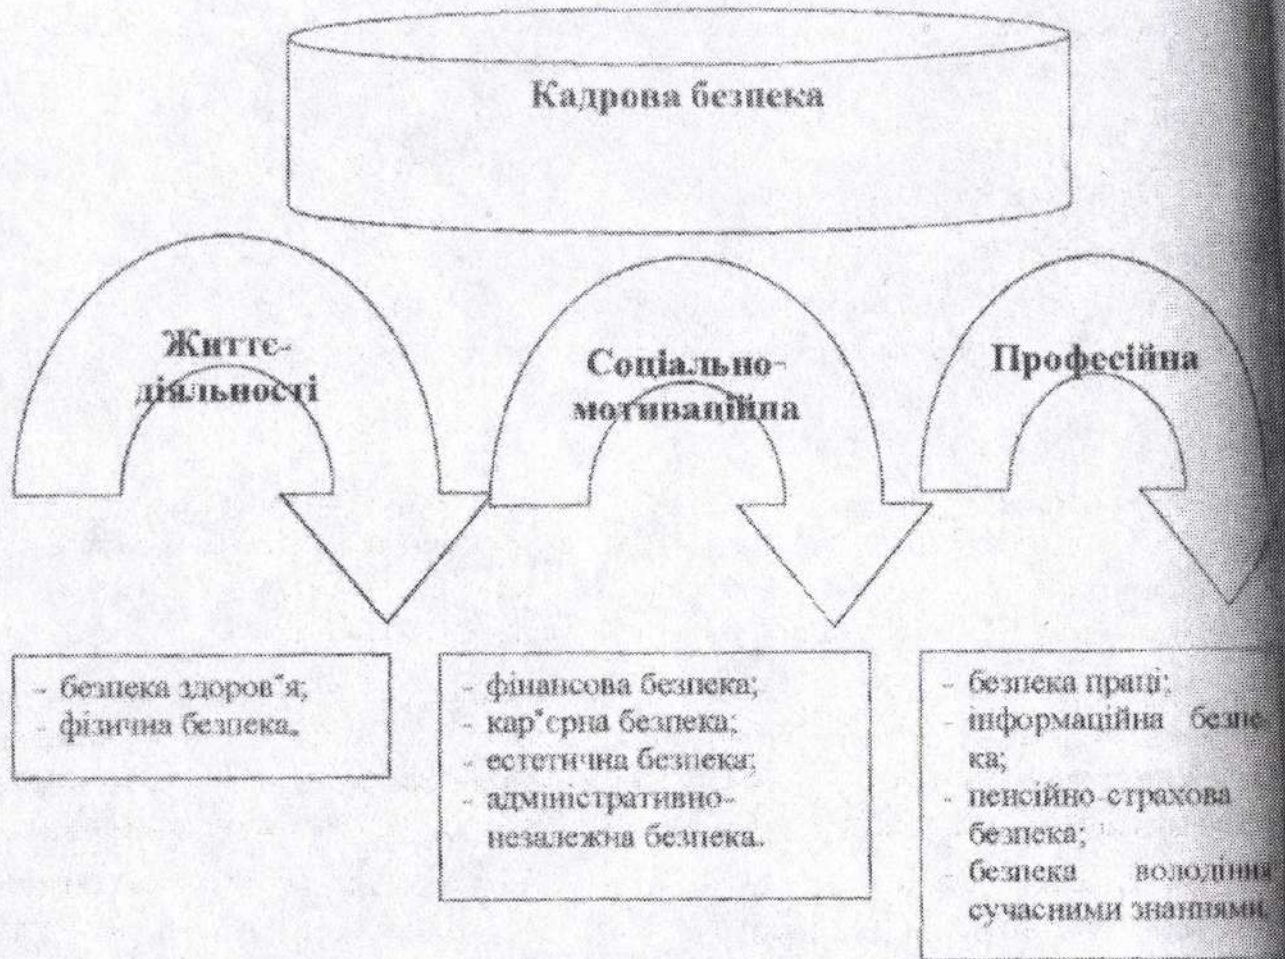 Кадрова безпека
Життє-
діяльності
Соціально-
мотиваційна
Професійна
- безпека здоров"я;
- фізична безпека.
- фінансова безпека;
- кар"єрна безпека;
- естетична безпека;
- адміністративно-
незалежна безпека.
- безпека праці;
- інформаційна безпе-
ка;
- пенсійно-страхова
безпека;
- безпека володіння
сучасними знаннями.